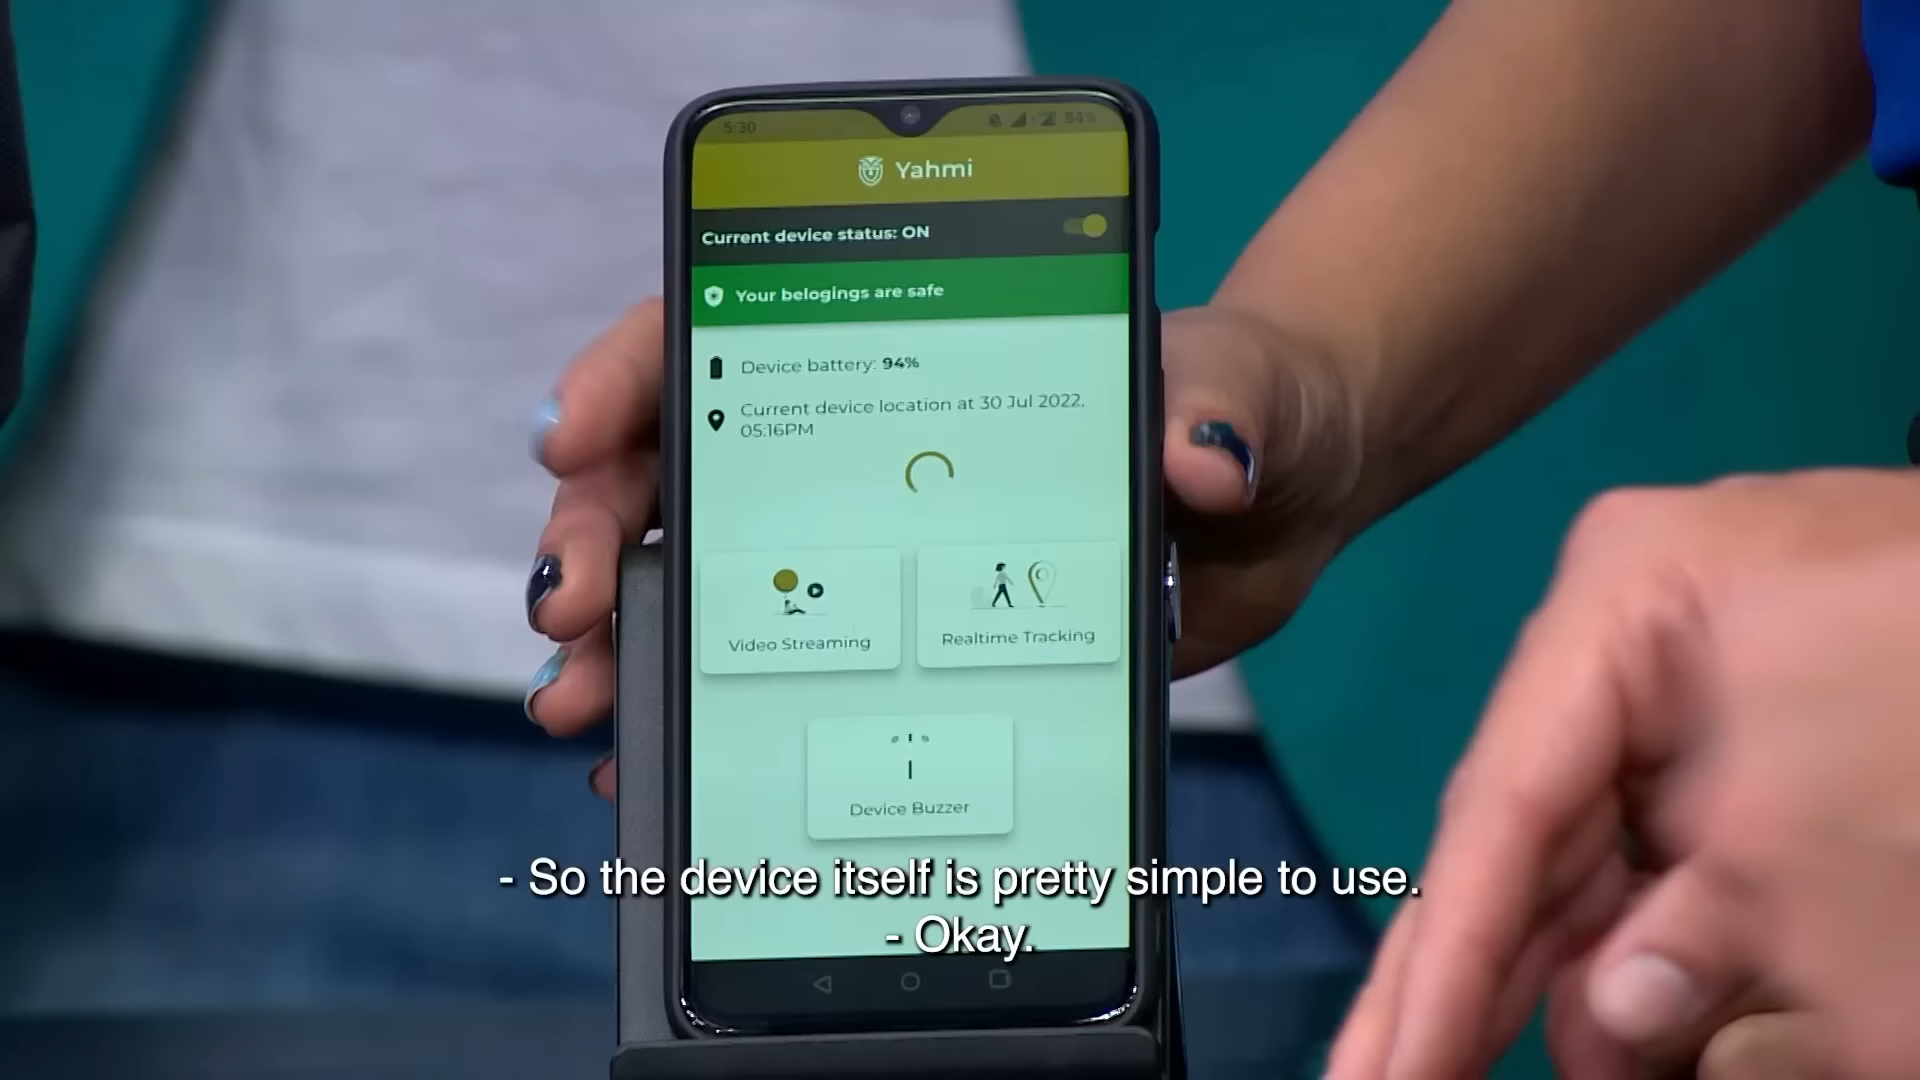 5:30
84%
Yahmi
Current device status: ON
Your belogings are safe
Device battery: 94%
Current device location at 30 Jul 2022,
05:16PM
Video Streaming
Realtime Tracking
Device Buzzer
- So the device itself is pretty simple to use.
- Okay.